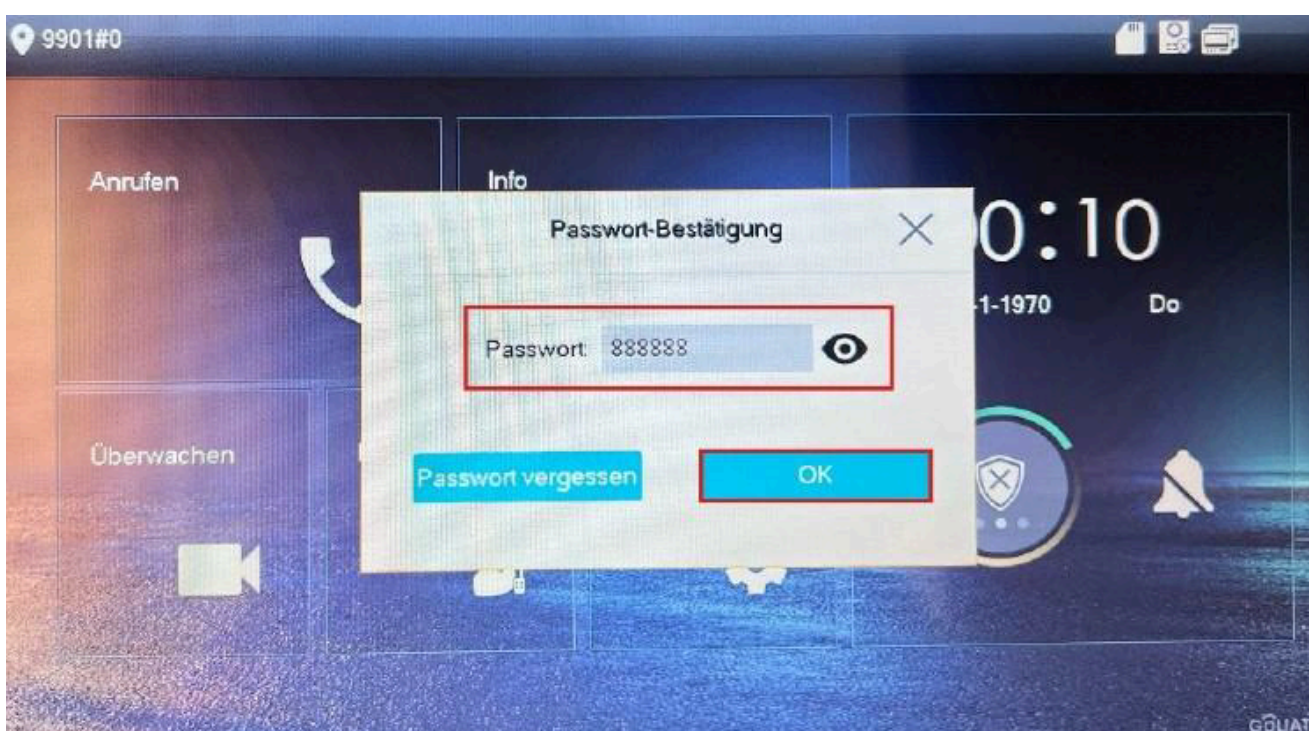 9901#0
Anrufen
Info
Passwort-Bestätigung
0:10
1-1970 Do
Passwort: 888888
Überwachen
Passwort vergessen
OK